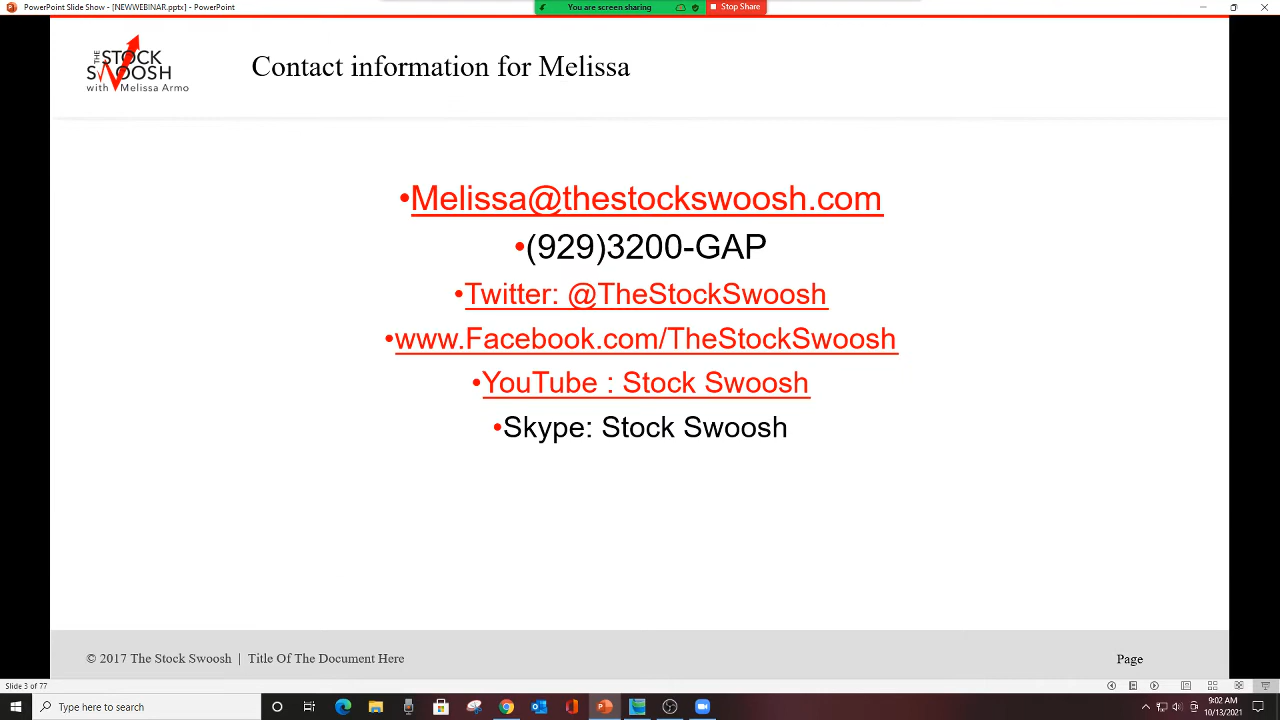 PowerPoint Slide Show - [NEWWEBINAR.pptx] - PowerPoint
You are screen sharing
Stop Share
THE STOCK
SWOOSH
with Melissa Armo
Contact information for Melissa
•Melissa@thestockswoosh.com
•(929)3200-GAP
•Twitter: @TheStockSwoosh
•www.Facebook.com/TheStockSwoosh
•YouTube : Stock Swoosh
•Skype: Stock Swoosh
© 2017 The Stock Swoosh | Title Of The Document Here
Page
Slide 3 of 77
Type here to search
9:02 AM
10/13/2021